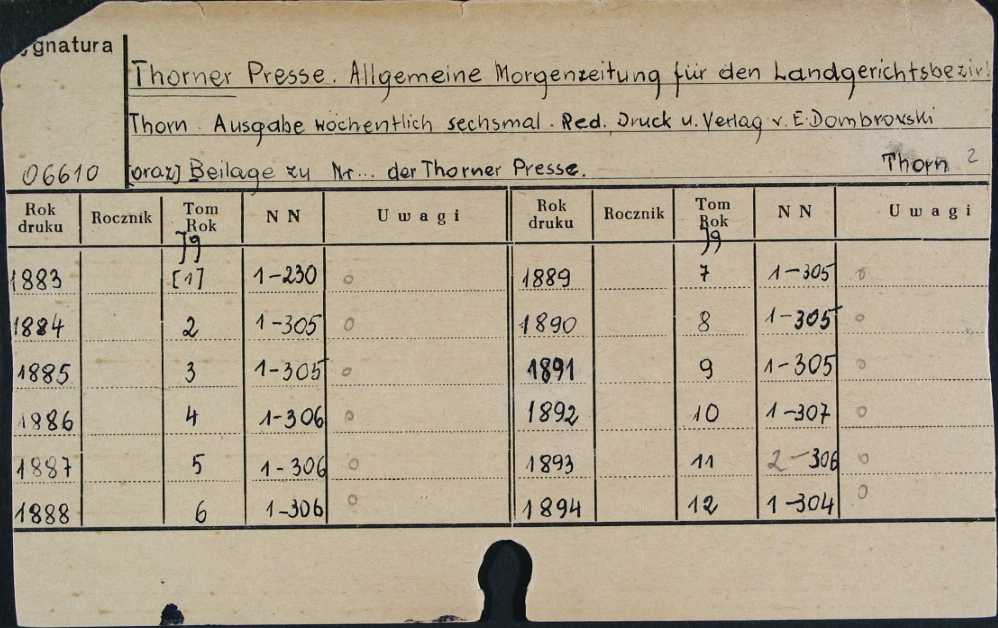 ygnatura
Thorner Presse. Allgemeine Morgenzeitung für den Landgerichtsbezirk
Thorn. Ausgabe wöchentlich sechsmal. Red., Druck u. Verlag v. E. Dombrowski
06610 [oraz] Beilage zu Nr... der Thorner Presse. Thorn 2
Rok druku Rocznik Tom Rok NN Uwagi Rok druku Rocznik Tom Rok NN Uwagi
Jg Jg
1883 [1] 1-230 o 1889 7 1-305 o
1884 2 1-305 o 1890 8 1-305 o
1885 3 1-305 o 1891 9 1-305 o
1886 4 1-306 o 1892 10 1-307 o
1887 5 1-306 o 1893 11 2-306 o
1888 6 1-306 o 1894 12 1-304 o